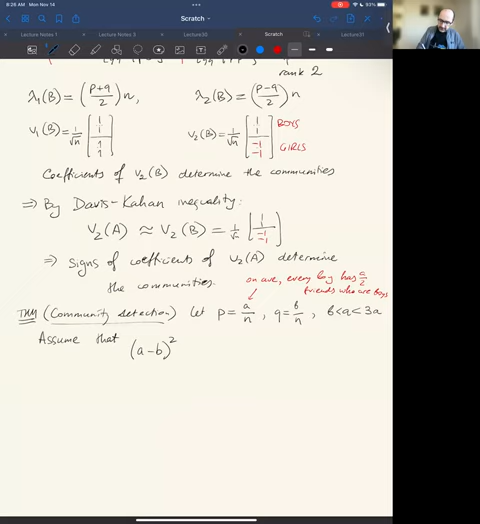 8:26 AM Mon Nov 14
93%
Library Scratch
Lecture Notes 1 Lecture Notes 3 Lecture30 Scratch Lecture31
rank 2
λ₁(B) = ((p+q)/2) n, λ₂(B) = ((p-q)/2) n
v₁(B) = 1/√n [1 1 1 1] v₂(B) = 1/√n [1 1 -1 -1] BOYS GIRLS
Coefficients of v₂(B) determine the communities
⇒ By Davis-Kahan inequality:
v₂(A) ≈ v₂(B) = 1/√n [1 1 -1 -1]
⇒ Signs of coefficients of v₂(A) determine
the communities.
on ave, every boy has a/2
friends who are boys
THM (Community detection) Let p = a/n, q = b/n, b < a < 3a
Assume that (a-b)²